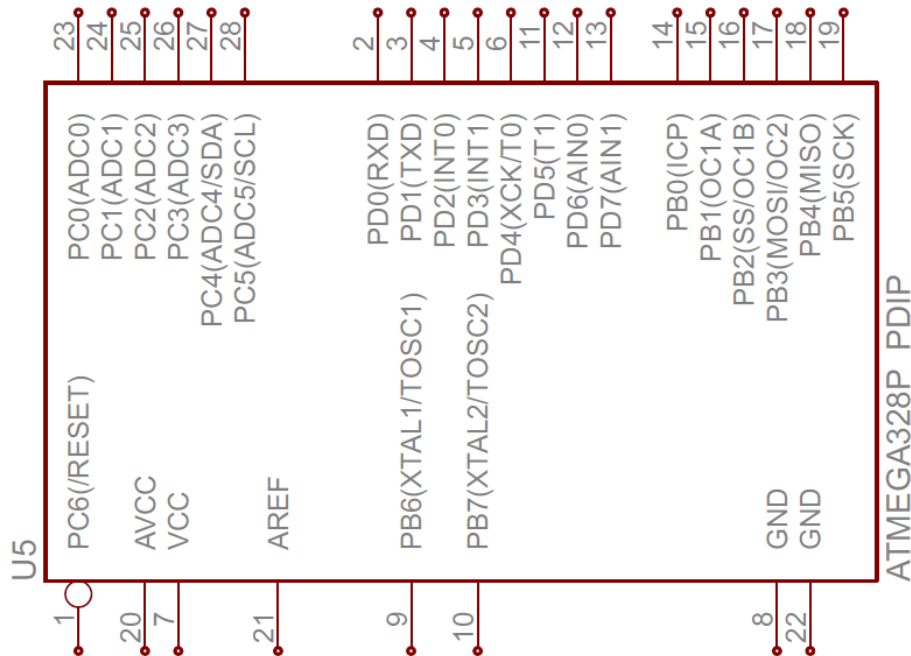 23
24
25
26
27
28
2
3
4
5
6
11
12
13
14
15
16
17
18
19
PC0(ADC0)
PC1(ADC1)
PC2(ADC2)
PC3(ADC3)
PC4(ADC4/SDA)
PC5(ADC5/SCL)
PD0(RXD)
PD1(TXD)
PD2(INT0)
PD3(INT1)
PD4(XCK/T0)
PD5(T1)
PD6(AIN0)
PD7(AIN1)
PB0(ICP)
PB1(OC1A)
PB2(SS/OC1B)
PB3(MOSI/OC2)
PB4(MISO)
PB5(SCK)
U5
PC6(/RESET)
AVCC
VCC
AREF
PB6(XTAL1/TOSC1)
PB7(XTAL2/TOSC2)
GND
GND
ATMEGA328P PDIP
1
20
7
21
9
10
8
22